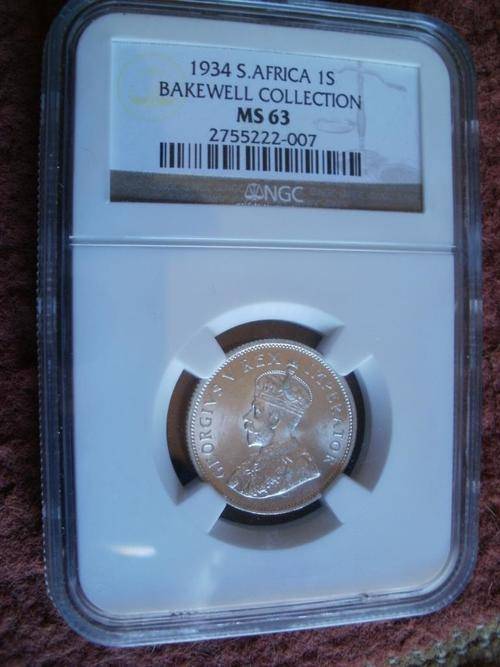 1934 S.AFRICA 1S
BAKEWELL COLLECTION
MS 63
2755222-007
NGC
GEORGIVS V REX IMPERATOR